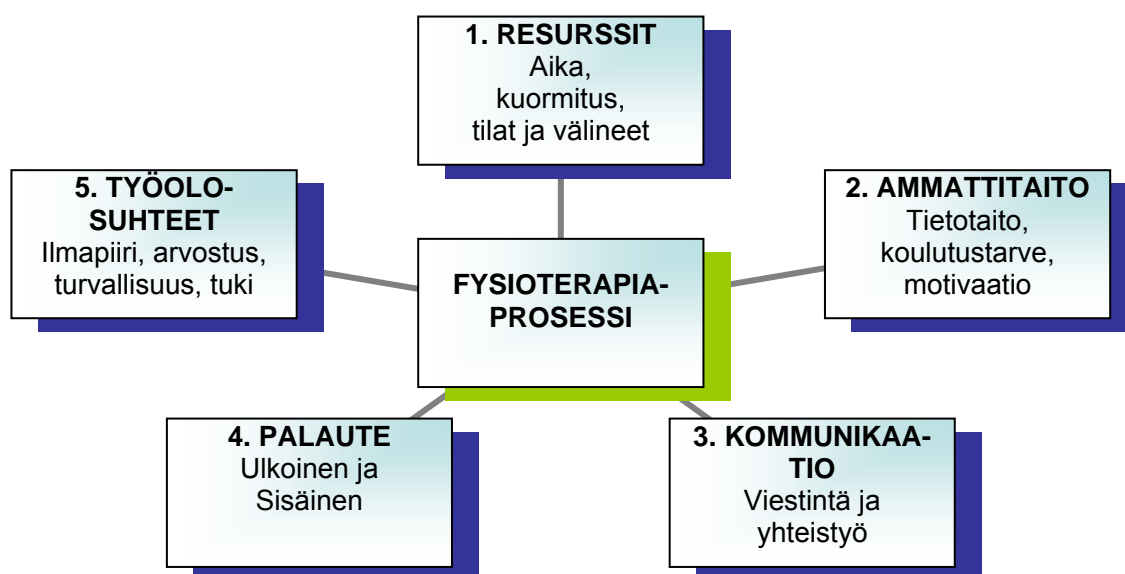 1. RESURSSIT
Aika,
kuormitus,
tilat ja välineet
5. TYÖOLO-
SUHTEET
Ilmapiiri, arvostus,
turvallisuus, tuki
2. AMMATTITAITO
Tietotaito,
koulutustarve,
motivaatio
FYSIOTERAPIA-
PROSESSI
4. PALAUTE
Ulkoinen ja
Sisäinen
3. KOMMUNIKAA-
TIO
Viestintä ja
yhteistyö